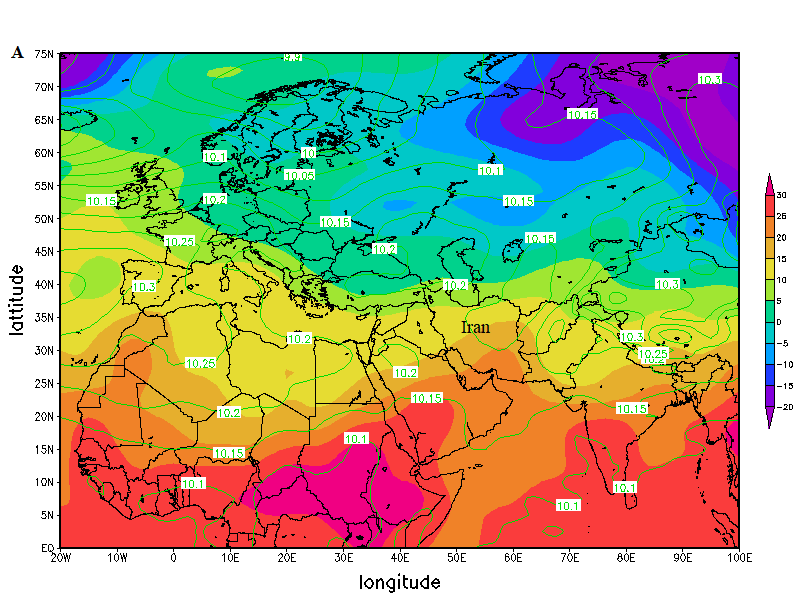 A
75N
70N
65N
60N
55N
50N
45N
40N
35N
30N
25N
20N
15N
10N
5N
EQ
20W 10W 0 10E 20E 30E 40E 50E 60E 70E 80E 90E 100E
longitude
lattitude
9.9
10.3
10.15
10.1
10
10.05
10.1
10.15
10.2
10.15
10.15
10.25
10.2
10.15
10.3
10.2
10.3
Iran
10.2
10.3
10.25
10.2
10.25
10.2
10.2
10.15
10.15
10.1
10.15
10.1
10.1
10.1
30
25
20
15
10
5
0
-5
-10
-15
-20